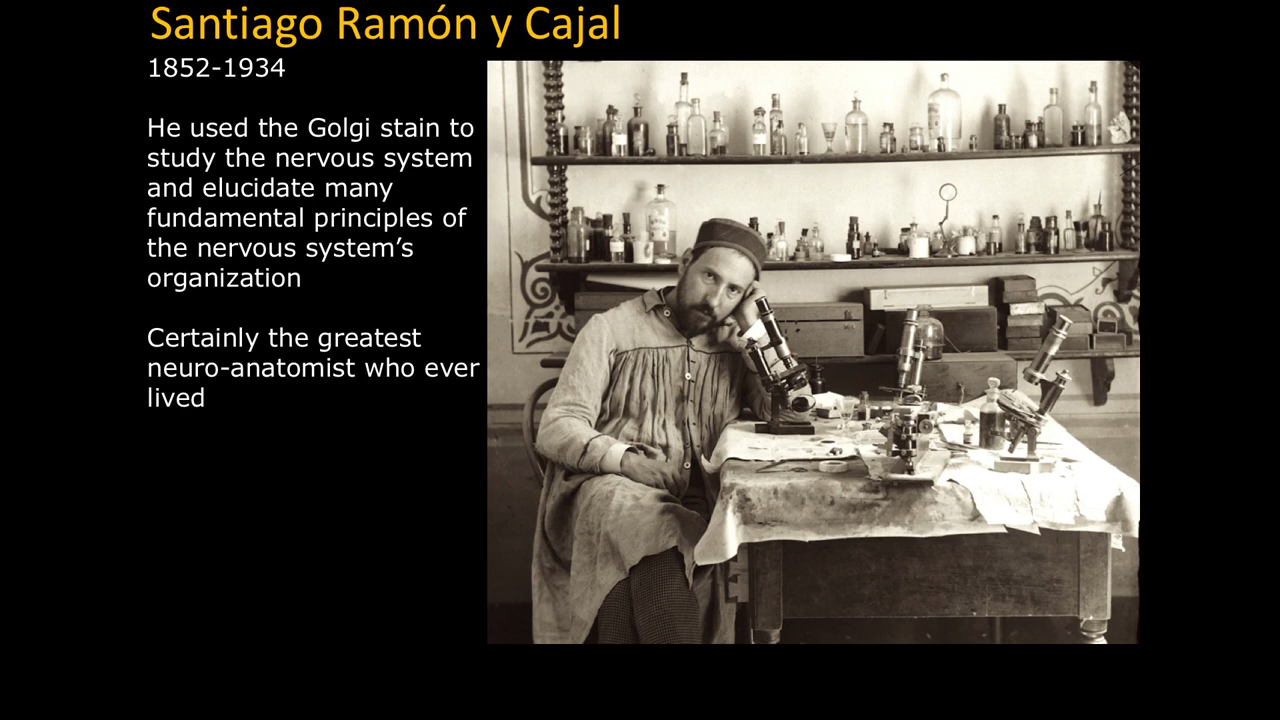 Santiago Ramón y Cajal
1852-1934
He used the Golgi stain to
study the nervous system
and elucidate many
fundamental principles of
the nervous system’s
organization
Certainly the greatest
neuro-anatomist who ever
lived